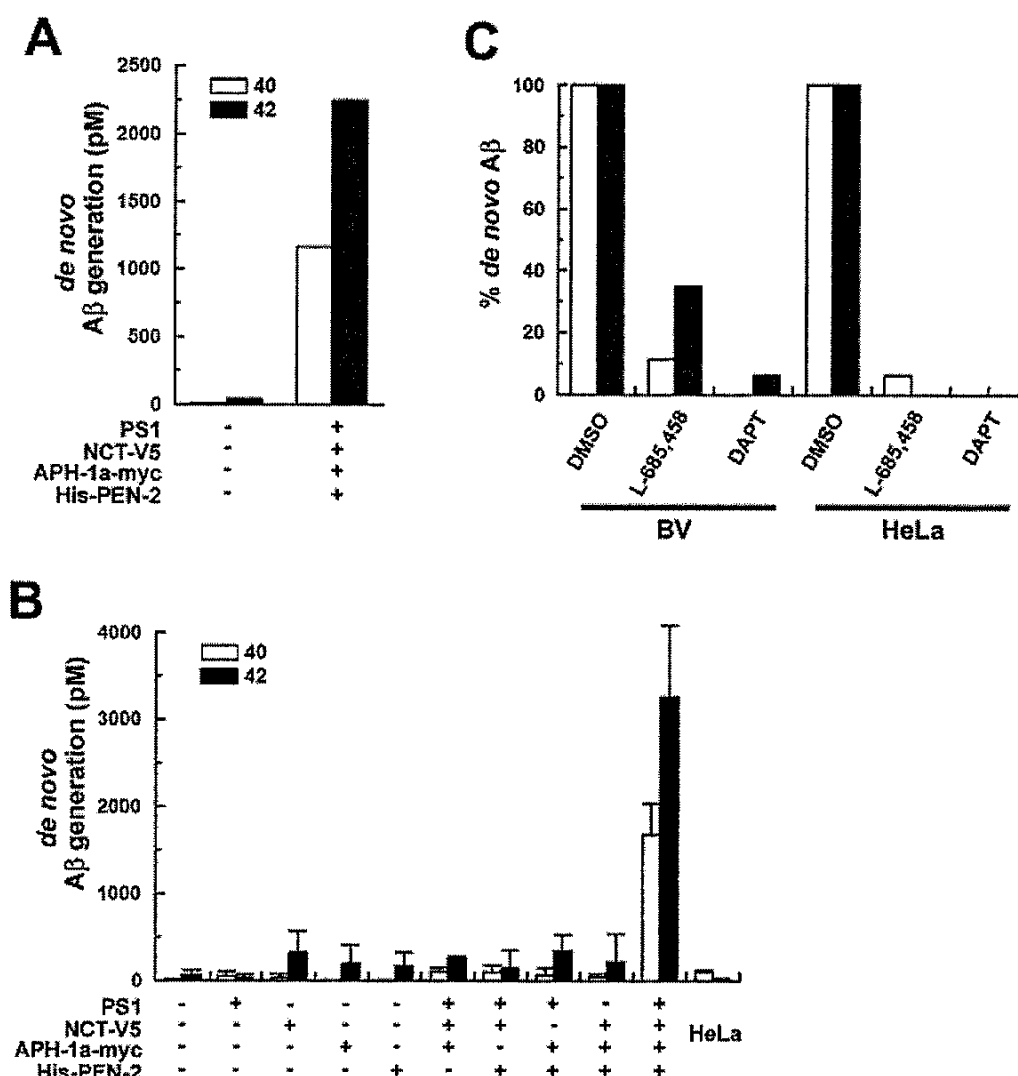 A
2500
2000
1500
1000
500
0
de novo
Aβ generation (pM)
40
42
PS1 - +
NCT-V5 - +
APH-1a-myc - +
His-PEN-2 - +
C
100
80
60
40
20
0
% de novo Aβ
DMSO
L-685,458
DAPT
DMSO
L-685,458
DAPT
BV
HeLa
B
4000
3000
2000
1000
0
de novo
Aβ generation (pM)
40
42
PS1 - + - - - + + + - +
NCT-V5 - - + - - + + - + +
APH-1a-myc - - - + - + - + + +
His-PEN-2 - - - - + - + + + +
HeLa